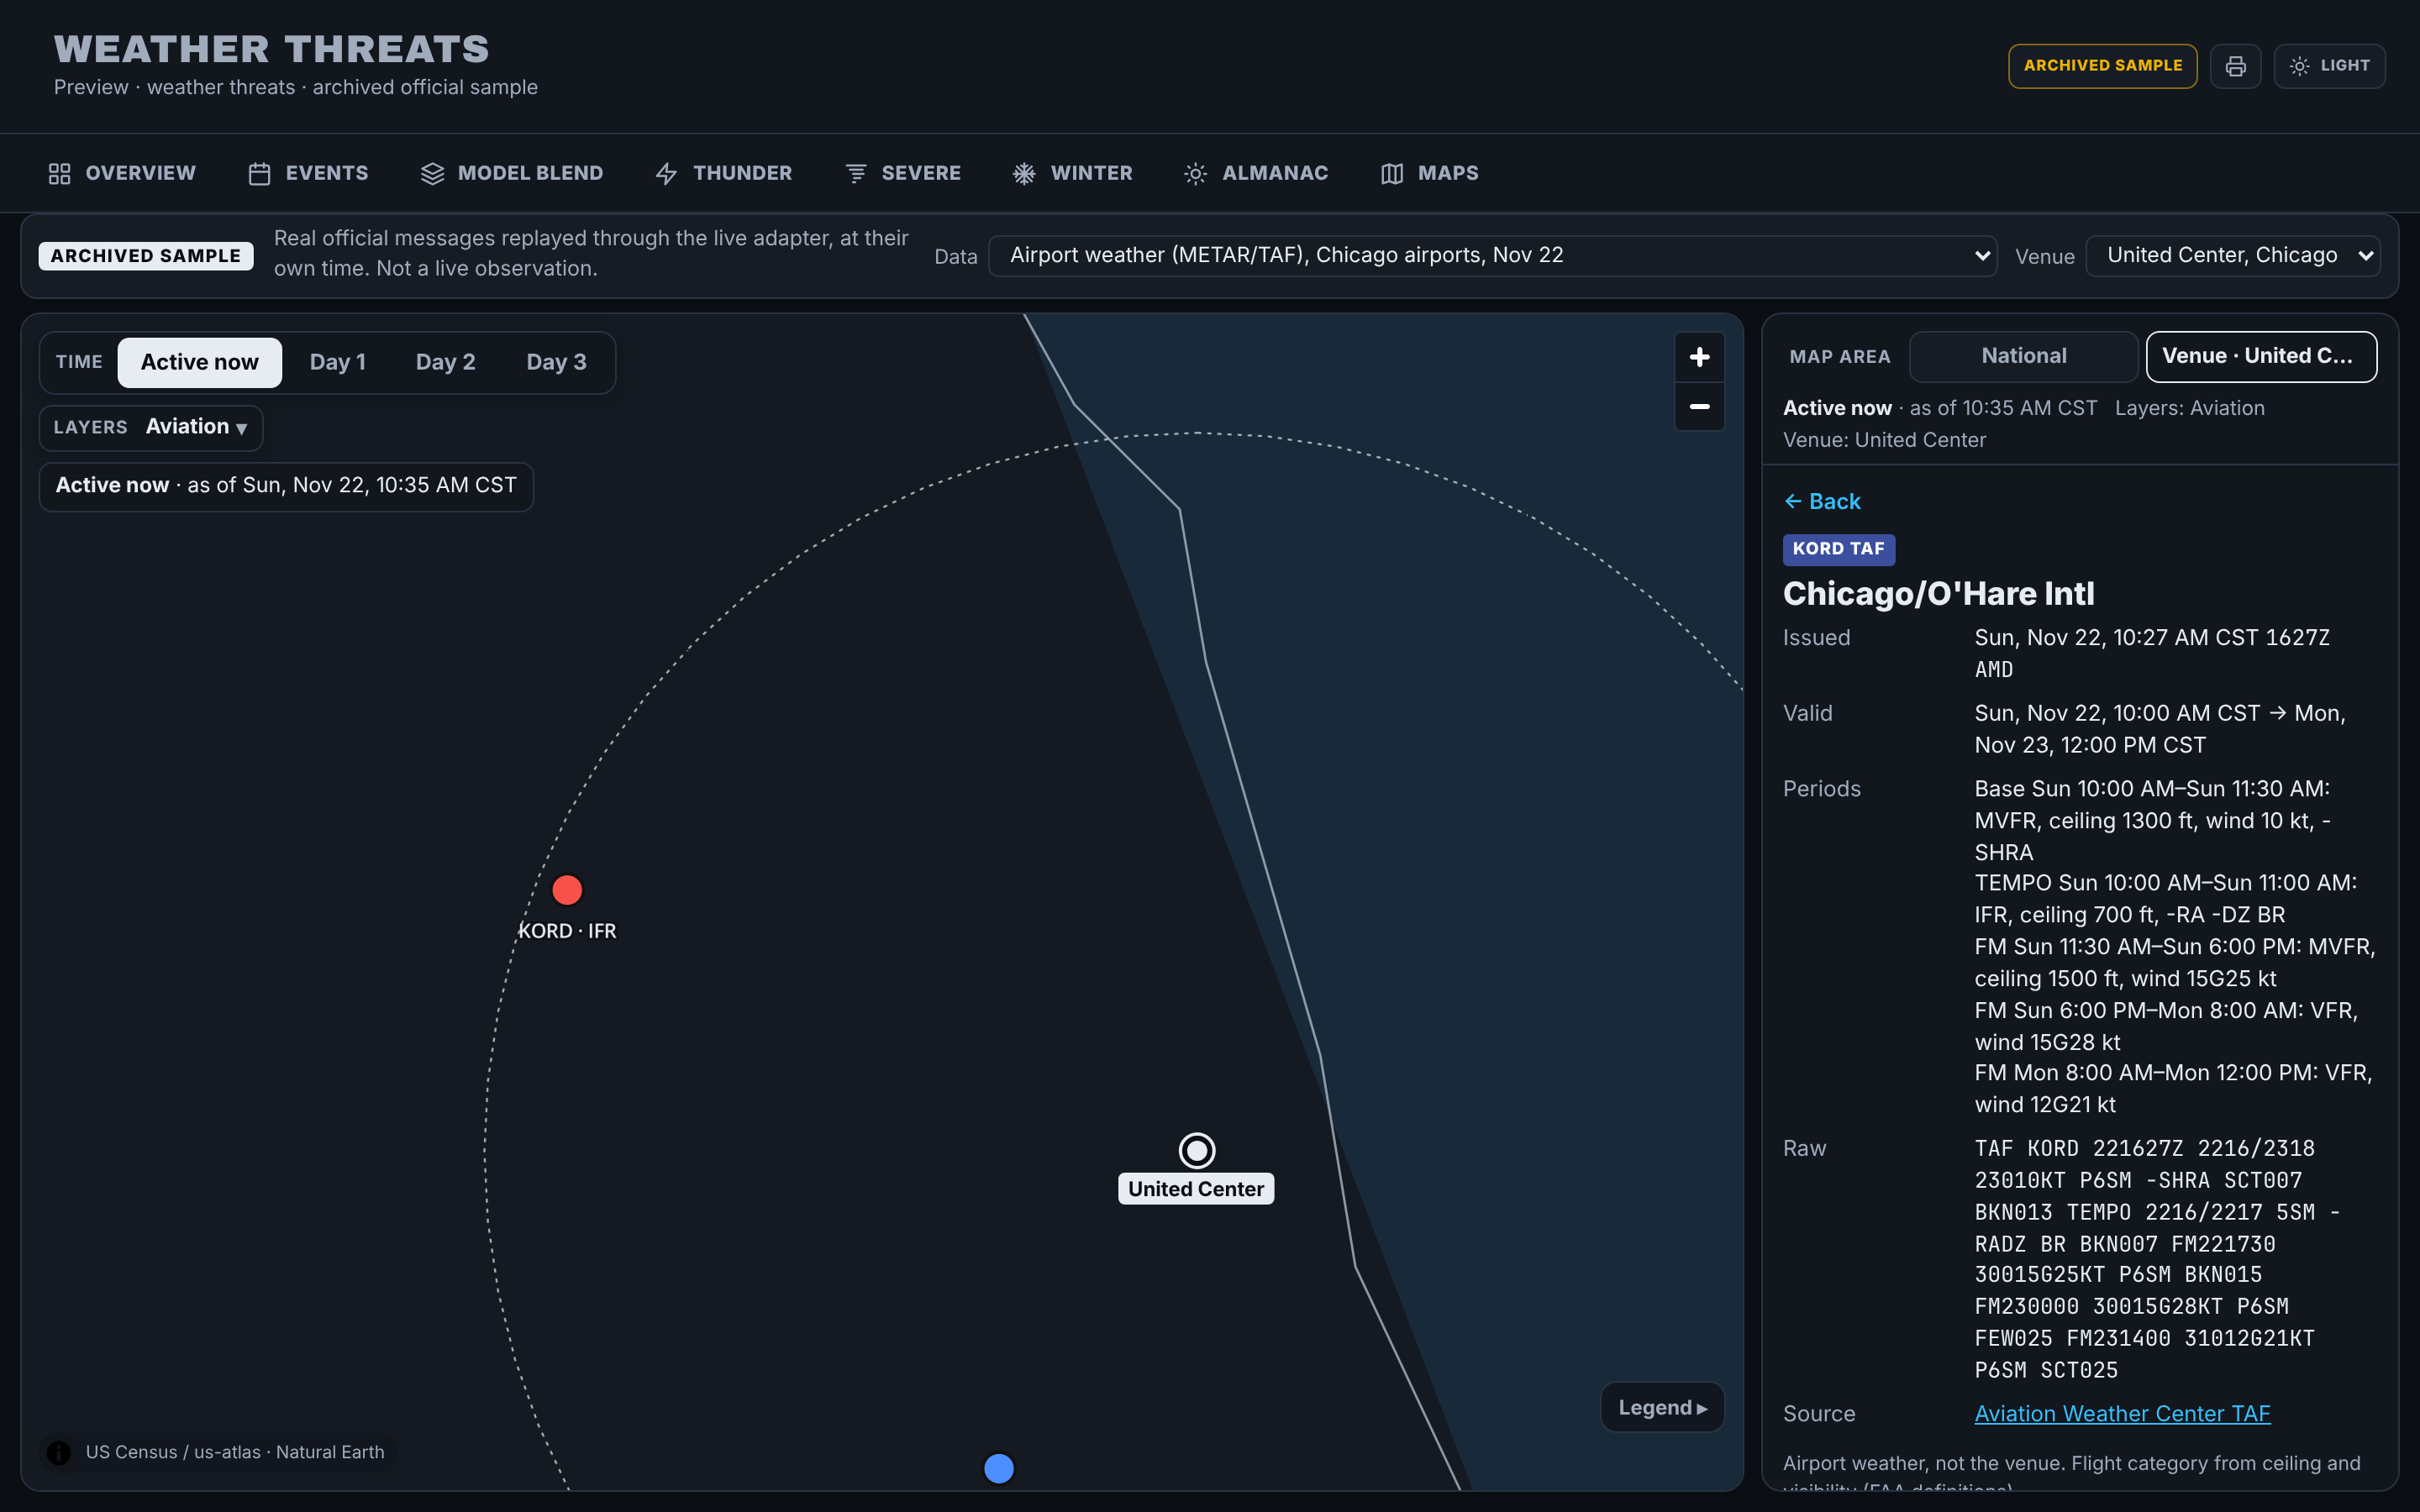 WEATHER THREATS
Preview · weather threats · archived official sample
ARCHIVED SAMPLE
LIGHT
OVERVIEW
EVENTS
MODEL BLEND
THUNDER
SEVERE
WINTER
ALMANAC
MAPS
ARCHIVED SAMPLE
Real official messages replayed through the live adapter, at their
own time. Not a live observation.
Data
Airport weather (METAR/TAF), Chicago airports, Nov 22
Venue
United Center, Chicago
TIME
Active now
Day 1
Day 2
Day 3
LAYERS Aviation ▾
Active now · as of Sun, Nov 22, 10:35 AM CST
+
−
KORD · IFR
United Center
Legend ▸
US Census / us-atlas · Natural Earth
MAP AREA
National
Venue · United C...
Active now · as of 10:35 AM CST Layers: Aviation
Venue: United Center
← Back
KORD TAF
Chicago/O'Hare Intl
Issued
Sun, Nov 22, 10:27 AM CST 1627Z
AMD
Valid
Sun, Nov 22, 10:00 AM CST → Mon,
Nov 23, 12:00 PM CST
Periods
Base Sun 10:00 AM–Sun 11:30 AM:
MVFR, ceiling 1300 ft, wind 10 kt, -
SHRA
TEMPO Sun 10:00 AM–Sun 11:00 AM:
IFR, ceiling 700 ft, -RA -DZ BR
FM Sun 11:30 AM–Sun 6:00 PM: MVFR,
ceiling 1500 ft, wind 15G25 kt
FM Sun 6:00 PM–Mon 8:00 AM: VFR,
wind 15G28 kt
FM Mon 8:00 AM–Mon 12:00 PM: VFR,
wind 12G21 kt
Raw
TAF KORD 221627Z 2216/2318
23010KT P6SM -SHRA SCT007
BKN013 TEMPO 2216/2217 5SM -
RADZ BR BKN007 FM221730
30015G25KT P6SM BKN015
FM230000 30015G28KT P6SM
FEW025 FM231400 31012G21KT
P6SM SCT025
Source
Aviation Weather Center TAF
Airport weather, not the venue. Flight category from ceiling and
visibility (FAA definitions)